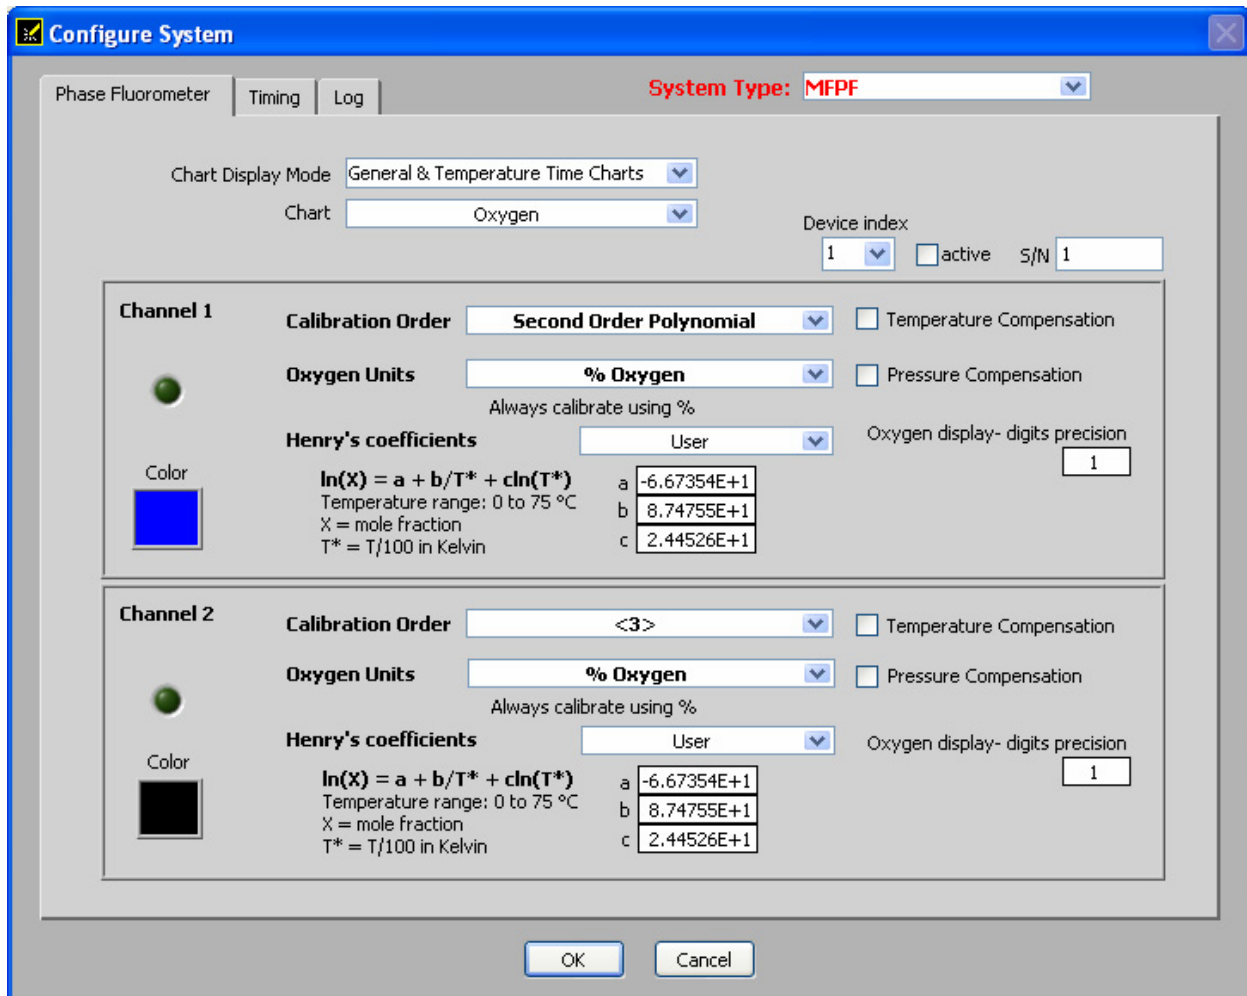 Configure System
System Type: MFPF
Phase Fluorometer Timing Log
Chart Display Mode General & Temperature Time Charts
Chart Oxygen
Device index
1 active S/N 1
Channel 1
Calibration Order Second Order Polynomial Temperature Compensation
Oxygen Units % Oxygen Pressure Compensation
Always calibrate using %
Henry's coefficients User Oxygen display- digits precision
1
Color
ln(X) = a + b/T* + cln(T*) a -6.67354E+1
Temperature range: 0 to 75 °C
X = mole fraction b 8.74755E+1
T* = T/100 in Kelvin c 2.44526E+1
Channel 2
Calibration Order <3> Temperature Compensation
Oxygen Units % Oxygen Pressure Compensation
Always calibrate using %
Henry's coefficients User Oxygen display- digits precision
1
Color
ln(X) = a + b/T* + cln(T*) a -6.67354E+1
Temperature range: 0 to 75 °C
X = mole fraction b 8.74755E+1
T* = T/100 in Kelvin c 2.44526E+1
OK Cancel